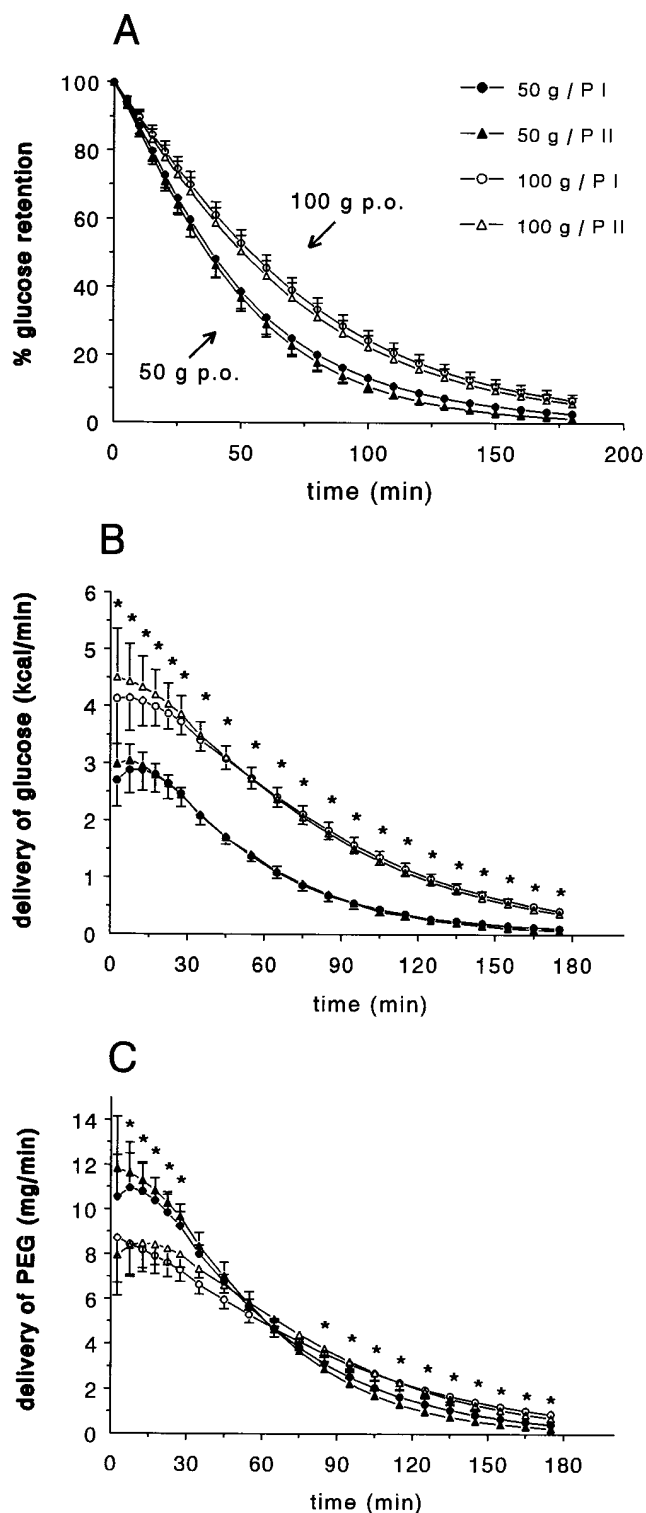 A
100
80
60
40
20
0
% glucose retention
50 g / P I
50 g / P II
100 g / P I
100 g / P II
100 g p.o.
50 g p.o.
0 50 100 150 200
time (min)
B
6
5
4
3
2
1
0
delivery of glucose (kcal/min)
* * * * * * * * * * * * * * * * * * * * *
0 30 60 90 120 150 180
time (min)
C
14
12
10
8
6
4
2
0
delivery of PEG (mg/min)
* * * * * * * * * * * * * * *
0 30 60 90 120 150 180
time (min)